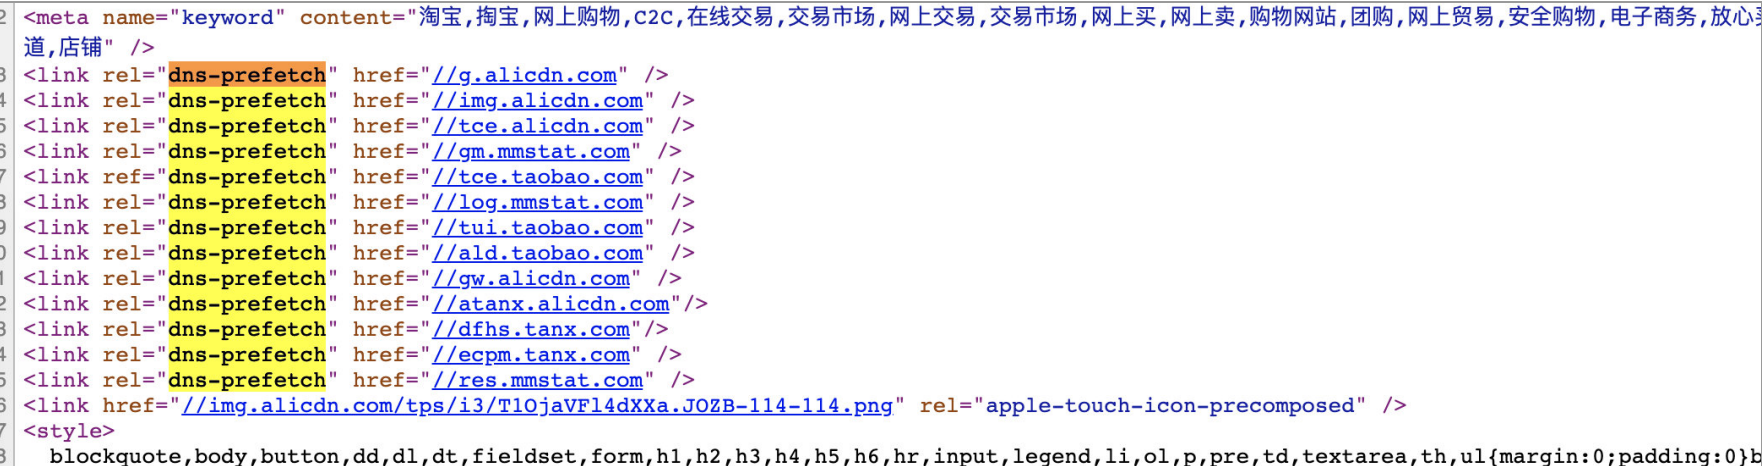 2 <meta name="keyword" content="淘宝,掏宝,网上购物,C2C,在线交易,交易市场,网上交易,交易市场,网上买,网上卖,购物网站,团购,网上贸易,安全购物,电子商务,放心
道,店铺" />
3 <link rel="dns-prefetch" href="//g.alicdn.com" />
4 <link rel="dns-prefetch" href="//img.alicdn.com" />
5 <link rel="dns-prefetch" href="//tce.alicdn.com" />
6 <link rel="dns-prefetch" href="//gm.mmstat.com" />
7 <link ref="dns-prefetch" href="//tce.taobao.com" />
8 <link rel="dns-prefetch" href="//log.mmstat.com" />
9 <link rel="dns-prefetch" href="//tui.taobao.com" />
0 <link rel="dns-prefetch" href="//ald.taobao.com" />
1 <link rel="dns-prefetch" href="//gw.alicdn.com" />
2 <link rel="dns-prefetch" href="//atanx.alicdn.com"/>
3 <link rel="dns-prefetch" href="//dfhs.tanx.com"/>
4 <link rel="dns-prefetch" href="//ecpm.tanx.com" />
5 <link rel="dns-prefetch" href="//res.mmstat.com" />
6 <link href="//img.alicdn.com/tps/i3/T1OjaVFl4dXXa.JOZB-114-114.png" rel="apple-touch-icon-precomposed" />
7 <style>
8 blockquote,body,button,dd,dl,dt,fieldset,form,h1,h2,h3,h4,h5,h6,hr,input,legend,li,ol,p,pre,td,textarea,th,ul{margin:0;padding:0}b